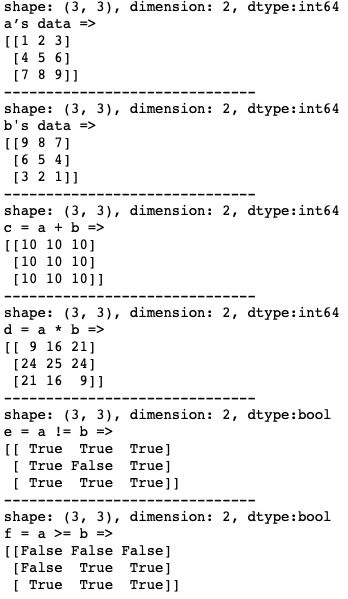 shape: (3, 3), dimension: 2, dtype:int64
a’s data =>
[[1 2 3]
 [4 5 6]
 [7 8 9]]
------------------------------
shape: (3, 3), dimension: 2, dtype:int64
b's data =>
[[9 8 7]
 [6 5 4]
 [3 2 1]]
------------------------------
shape: (3, 3), dimension: 2, dtype:int64
c = a + b =>
[[10 10 10]
 [10 10 10]
 [10 10 10]]
------------------------------
shape: (3, 3), dimension: 2, dtype:int64
d = a * b =>
[[ 9 16 21]
 [24 25 24]
 [21 16  9]]
------------------------------
shape: (3, 3), dimension: 2, dtype:bool
e = a != b =>
[[ True  True  True]
 [ True False  True]
 [ True  True  True]]
------------------------------
shape: (3, 3), dimension: 2, dtype:bool
f = a >= b =>
[[False False False]
 [False  True  True]
 [ True  True  True]]